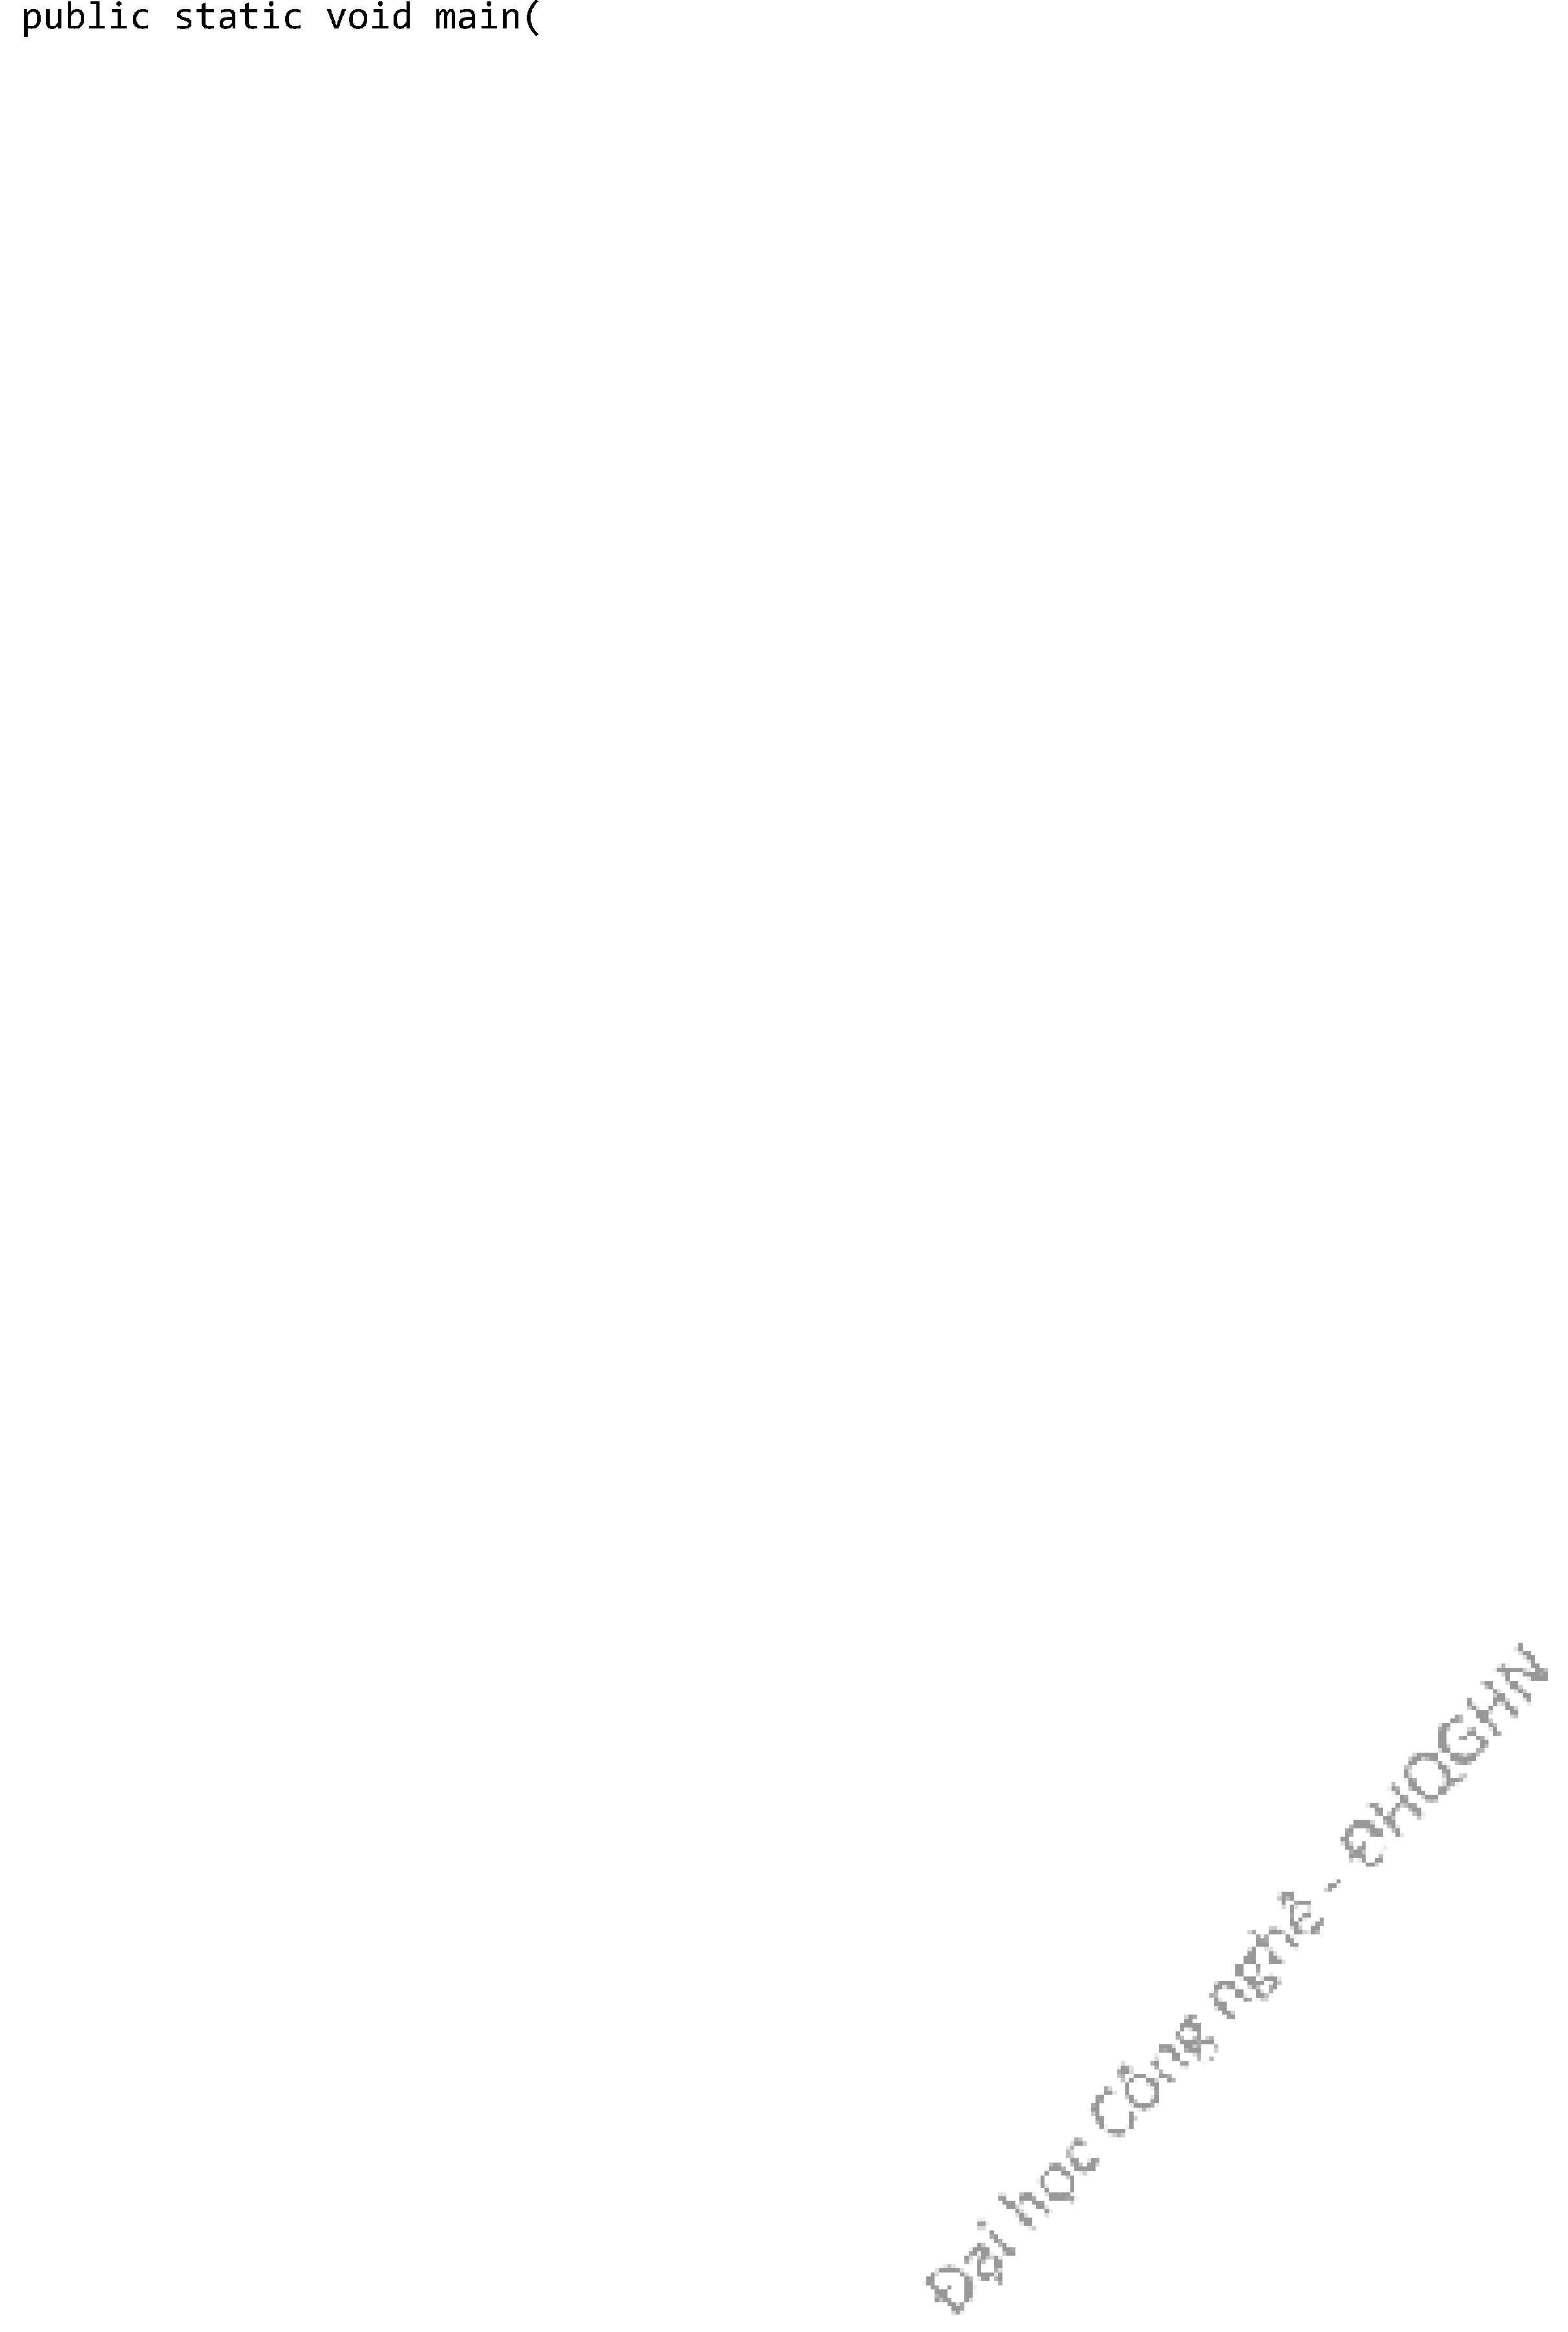 public static void main(
Đại học Công nghệ - ĐHQGHN